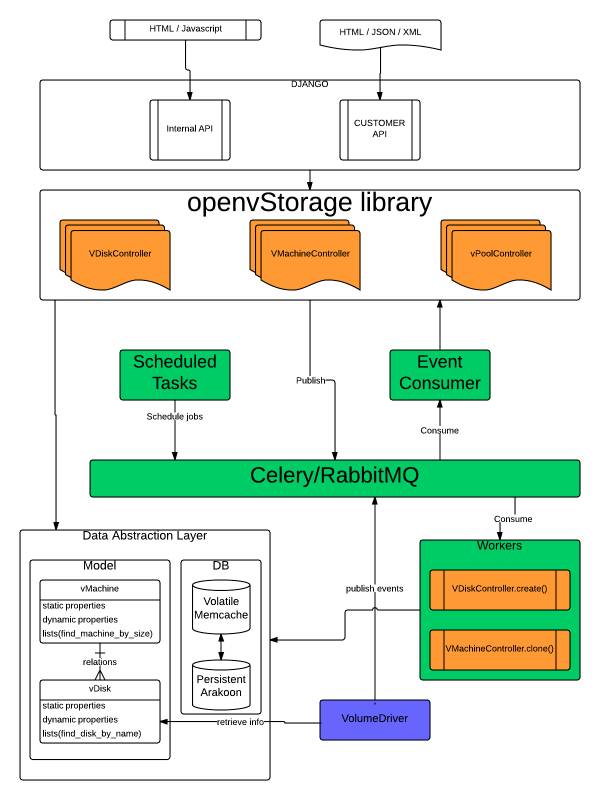 HTML / Javascript
HTML / JSON / XML
DJANGO
Internal API
CUSTOMER
API
openvStorage library
VDiskController
VMachineController
vPoolController
Scheduled
Tasks
Event
Consumer
Publish
Schedule jobs
Consume
Celery/RabbitMQ
Consume
Data Abstraction Layer
Workers
Model
DB
vMachine
static properties
dynamic properties
lists(find_machine_by_size)
relations
vDisk
static properties
dynamic properties
lists(find_disk_by_name)
Volatile
Memcache
Persistent
Arakoon
publish events
VDiskController.create()
VMachineController.clone()
retrieve info
VolumeDriver